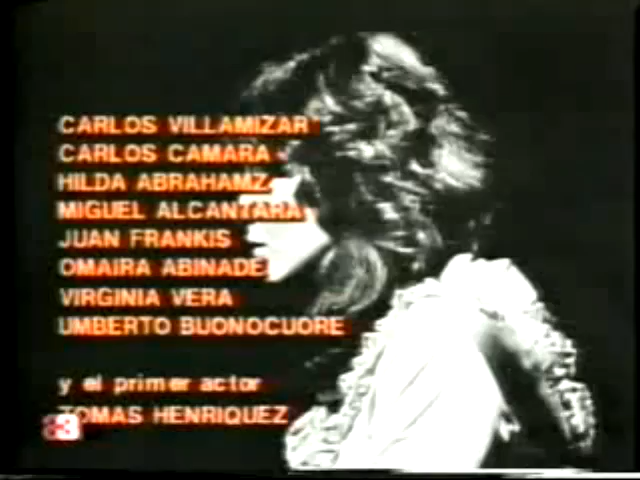 CARLOS VILLAMIZAR
CARLOS CAMARA
HILDA ABRAHAMZ
MIGUEL ALCANTARA
JUAN FRANKIS
OMAIRA ABINADE
VIRGINIA VERA
UMBERTO BUONOCUORE
y el primer actor
TOMAS HENRIQUEZ